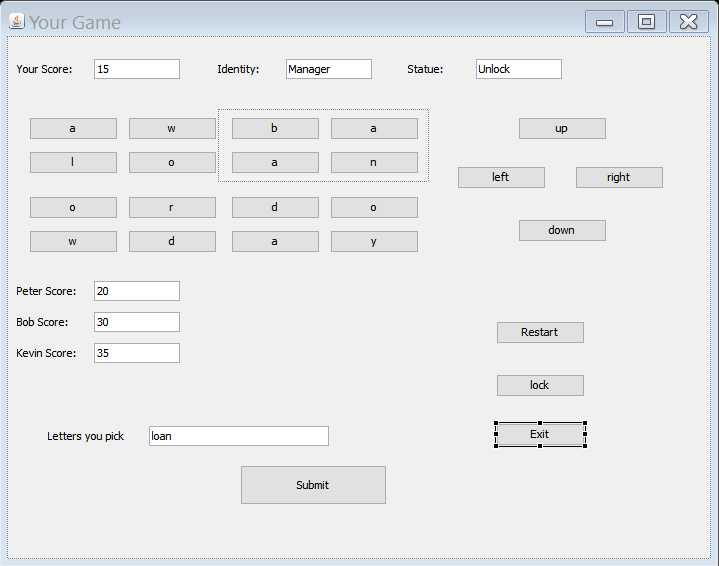 Your Game
Your Score: 15 Identity: Manager Statue: Unlock
a w b a up
l o a n left right
o r d o
w d a y down
Peter Score: 20
Bob Score: 30
Kevin Score: 35
Restart
lock
Letters you pick loan Exit
Submit